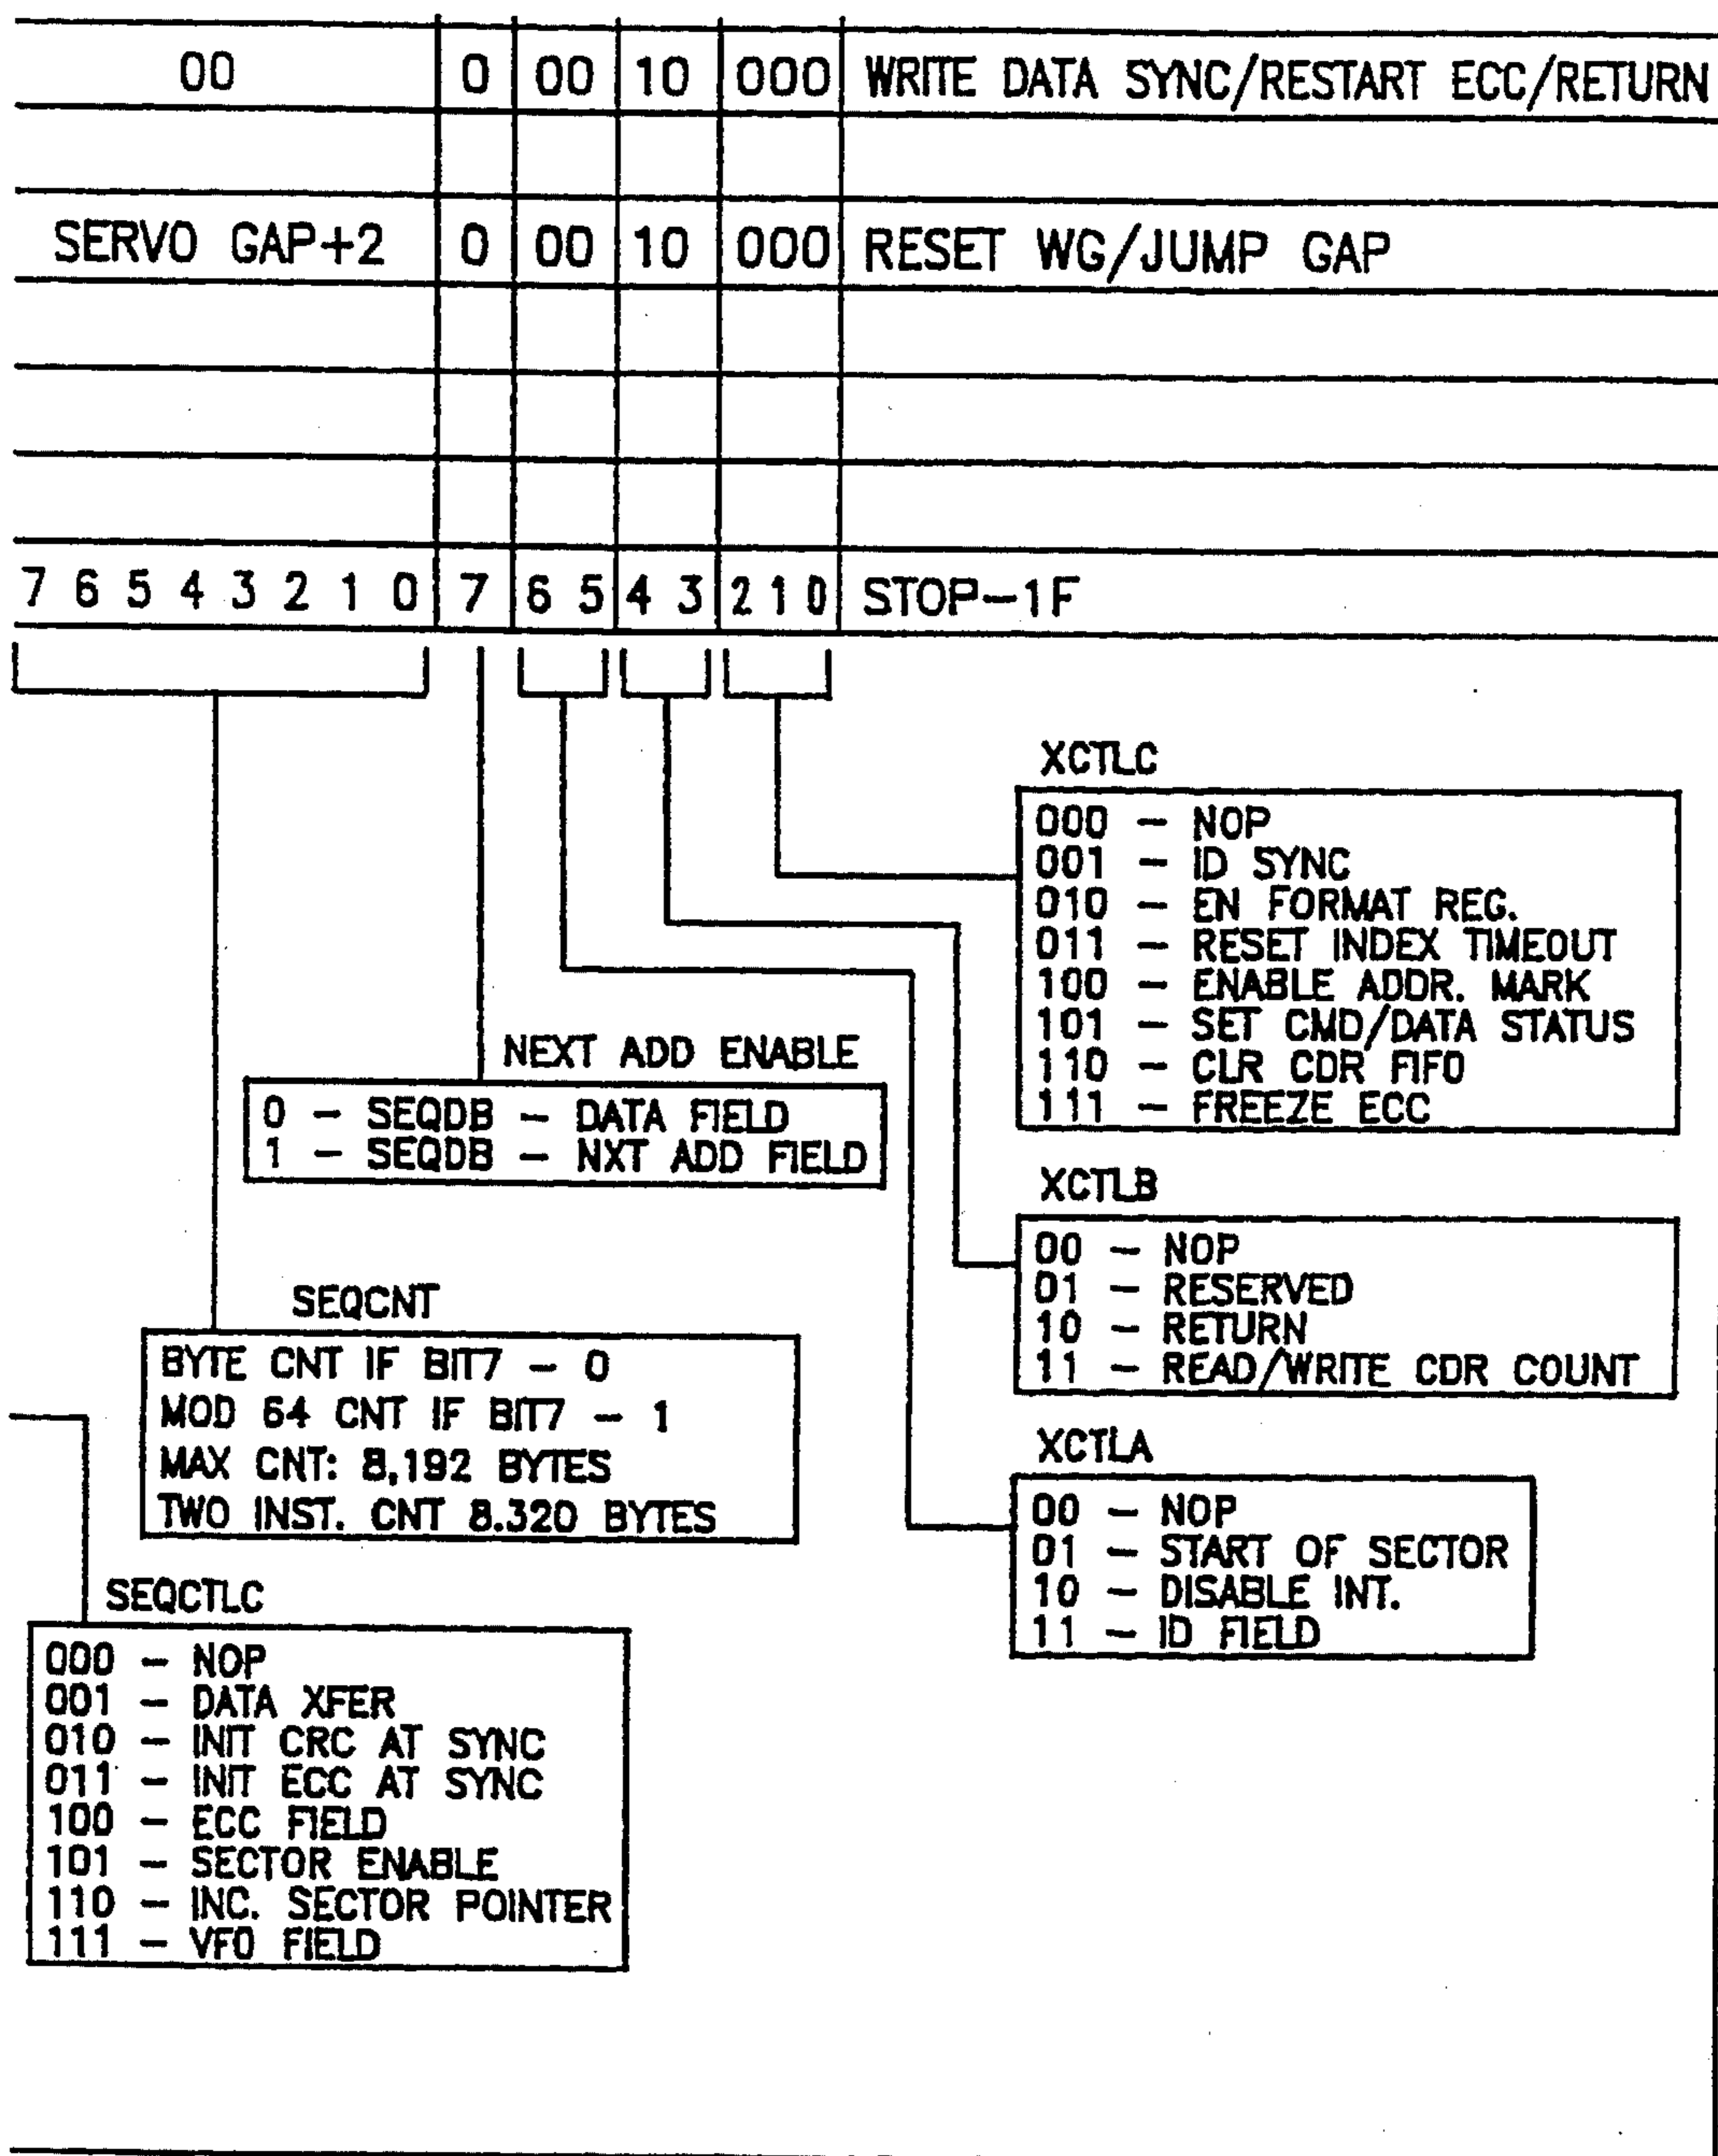 00 0 00 10 000 WRITE DATA SYNC/RESTART ECC/RETURN
SERVO GAP+2 0 00 10 000 RESET WG/JUMP GAP
7 6 5 4 3 2 1 0 7 6 5 4 3 2 1 0 STOP-1F
XCTLC
000 - NOP
001 - ID SYNC
010 - EN FORMAT REG.
011 - RESET INDEX TIMEOUT
100 - ENABLE ADDR. MARK
101 - SET CMD/DATA STATUS
110 - CLR CDR FIFO
111 - FREEZE ECC
NEXT ADD ENABLE
0 - SEQDB - DATA FIELD
1 - SEQDB - NXT ADD FIELD
XCTLB
00 - NOP
01 - RESERVED
10 - RETURN
11 - READ/WRITE CDR COUNT
SEQCNT
BYTE CNT IF BIT7 - 0
MOD 64 CNT IF BIT7 - 1
MAX CNT: 8,192 BYTES
TWO INST. CNT 8.320 BYTES
XCTLA
00 - NOP
01 - START OF SECTOR
10 - DISABLE INT.
11 - ID FIELD
SEQCTLC
000 - NOP
001 - DATA XFER
010 - INIT CRC AT SYNC
011 - INIT ECC AT SYNC
100 - ECC FIELD
101 - SECTOR ENABLE
110 - INC. SECTOR POINTER
111 - VFO FIELD